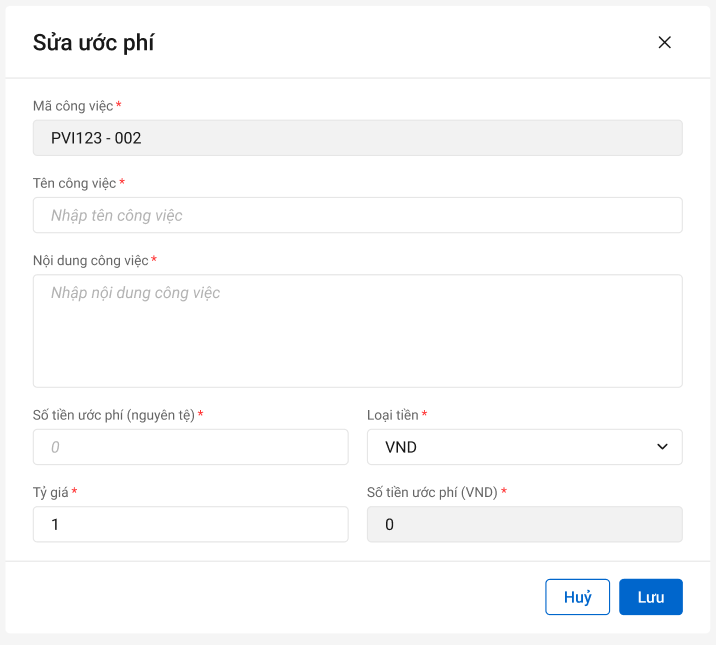 Sửa ước phí
Mã công việc *
PVI123 - 002
Tên công việc *
Nhập tên công việc
Nội dung công việc *
Nhập nội dung công việc
Số tiền ước phí (nguyên tệ) *
Loại tiền *
0
VND
Tỷ giá *
Số tiền ước phí (VND) *
1
0
Huỷ
Lưu